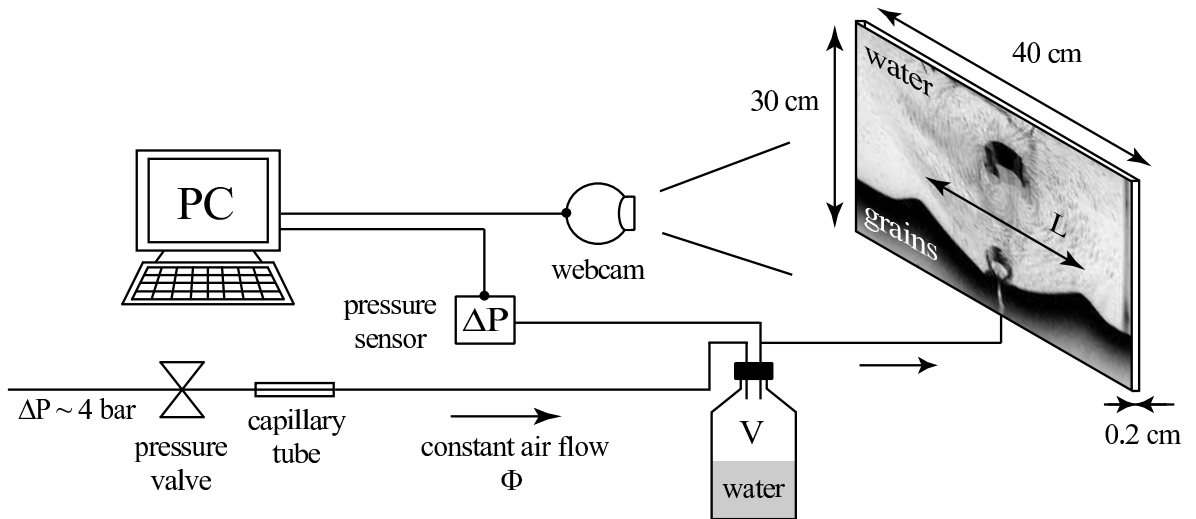 40 cm
water
30 cm
PC
L
grains
webcam
pressure
sensor
ΔP
ΔP ~ 4 bar
capillary
tube
pressure
valve
constant air flow
Φ
V
water
0.2 cm